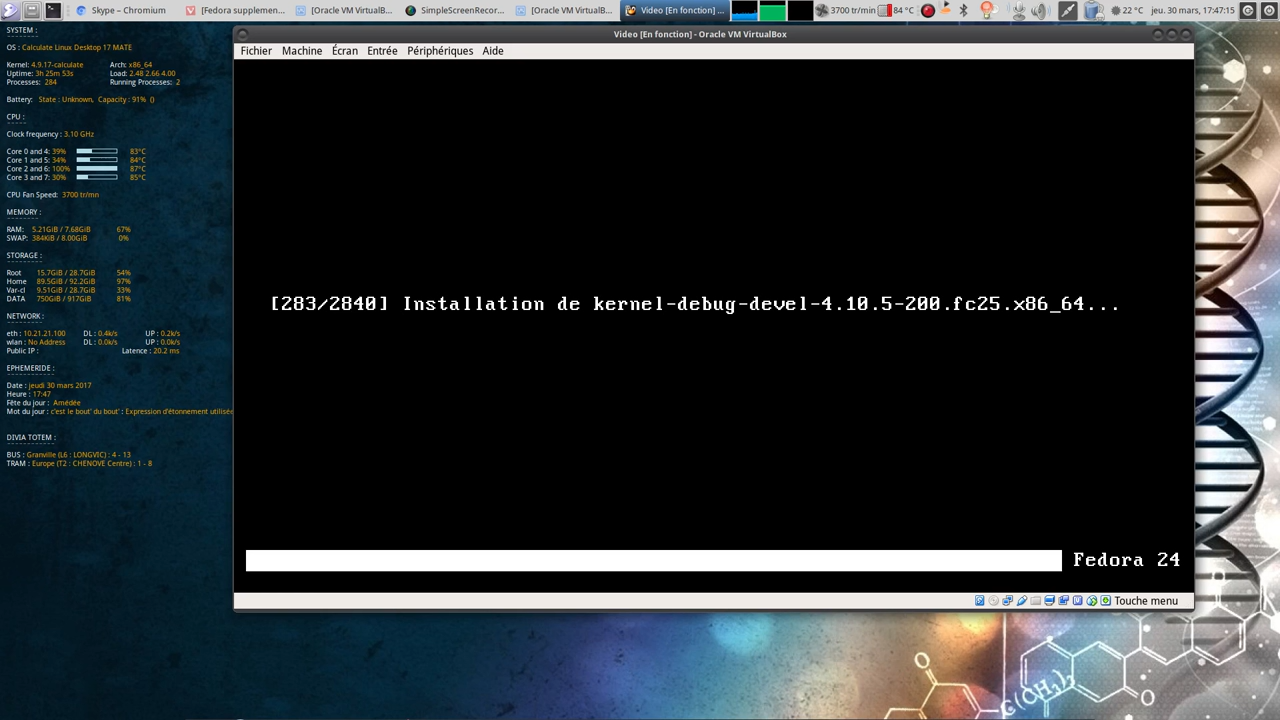 Skype – Chromium
[Fedora supplemen...
[Oracle VM VirtualB...
SimpleScreenRecor...
[Oracle VM VirtualB...
Video [En fonction] ...
3700 tr/min
84 °C
22 °C
jeu. 30 mars, 17:47:15
SYSTEM :
OS : Calculate Linux Desktop 17 MATE
Kernel: 4.9.17-calculate Arch: x86_64
Uptime: 3h 25m 53s Load: 2.48 2.66 4.00
Processes: 284 Running Processes: 2
Battery: State : Unknown, Capacity : 91% ()
CPU :
Clock frequency : 3.10 GHz
Core 0 and 4: 39% 83°C
Core 1 and 5: 34% 84°C
Core 2 and 6: 100% 87°C
Core 3 and 7: 30% 85°C
CPU Fan Speed: 3700 tr/mn
MEMORY :
RAM: 5.21GiB / 7.68GiB 67%
SWAP: 384KiB / 8.00GiB 0%
STORAGE :
Root 15.7GiB / 28.7GiB 54%
Home 89.5GiB / 92.2GiB 97%
Var-cl 9.51GiB / 28.7GiB 33%
DATA 750GiB / 917GiB 81%
NETWORK :
eth : 10.21.21.100 DL : 0.4k/s UP : 0.2k/s
wlan : No Address DL : 0.0k/s UP : 0.0k/s
Public IP : Latence : 20.2 ms
EPHEMERIDE :
Date : jeudi 30 mars 2017
Heure : 17:47
Fête du jour : Amédée
Mot du jour : c'est le bout' du bout' : Expression d'étonnement utilisée
DIVIA TOTEM :
BUS : Granville (L6 : LONGVIC) : 4 - 13
TRAM : Europe (T2 : CHENOVE Centre) : 1 - 8
Video [En fonction] - Oracle VM VirtualBox
Fichier Machine Écran Entrée Périphériques Aide
[283/2840] Installation de kernel-debug-devel-4.10.5-200.fc25.x86_64...
Fedora 24
Touche menu
O
O
C(CH₃)₃
O